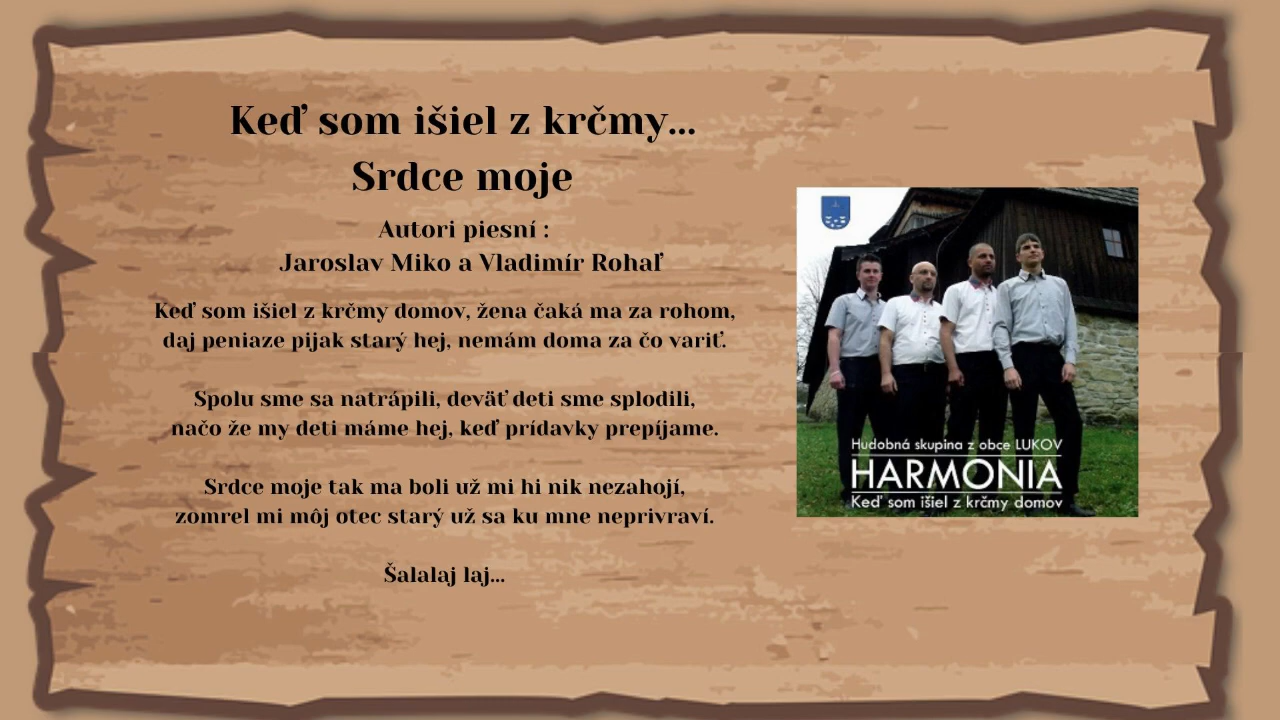 Keď som išiel z krčmy...
Srdce moje
Autori piesní :
Jaroslav Miko a Vladimír Rohaľ
Keď som išiel z krčmy domov, žena čaká ma za rohom,
daj peniaze pijak starý hej, nemám doma za čo variť.
Spolu sme sa natrápili, deväť deti sme splodili,
načo že my deti máme hej, keď prídavky prepíjame.
Srdce moje tak ma boli už mi hi nik nezahojí,
zomrel mi môj otec starý už sa ku mne neprivraví.
Šalalaj laj...
Hudobná skupina z obce LUKOV
HARMONIA
Keď som išiel z krčmy domov